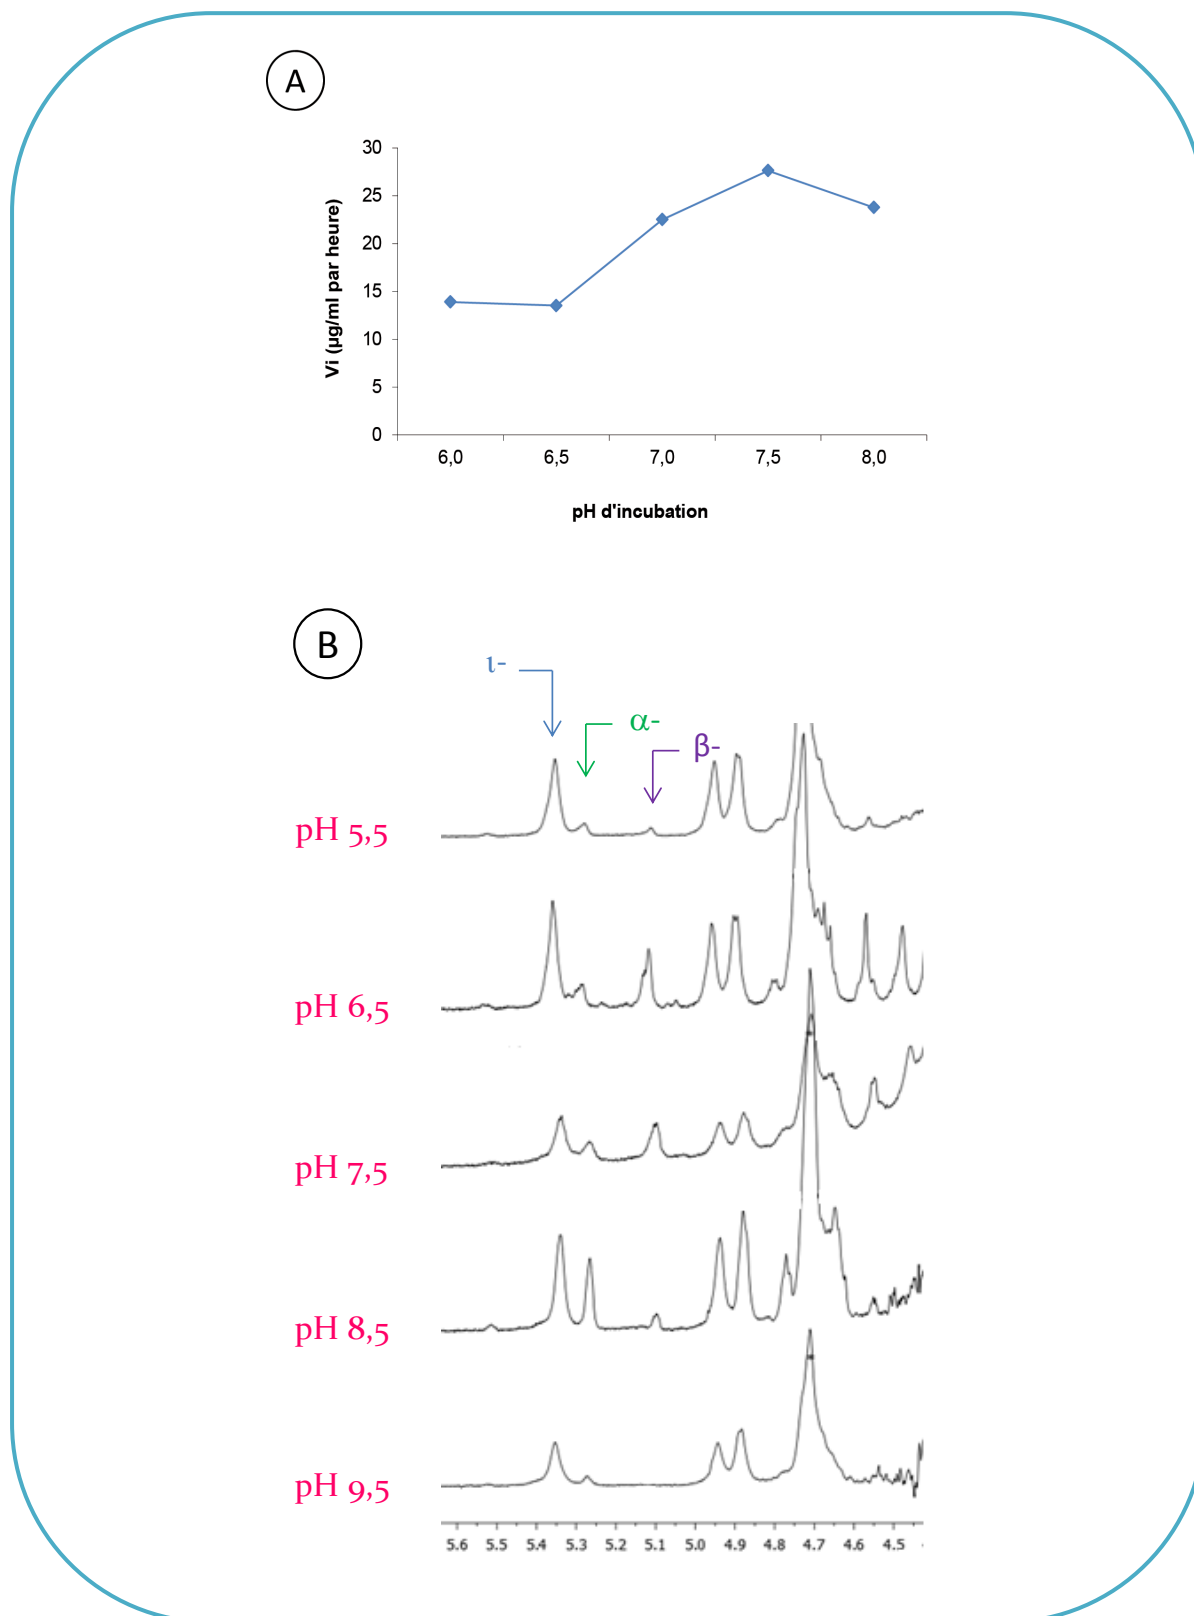 A
30
25
20
15
10
5
0
Vi (µg/ml par heure)
6,0 6,5 7,0 7,5 8,0
pH d'incubation
B
ι-
α-
β-
pH 5,5
pH 6,5
pH 7,5
pH 8,5
pH 9,5
5.6 5.5 5.4 5.3 5.2 5.1 5.0 4.9 4.8 4.7 4.6 4.5